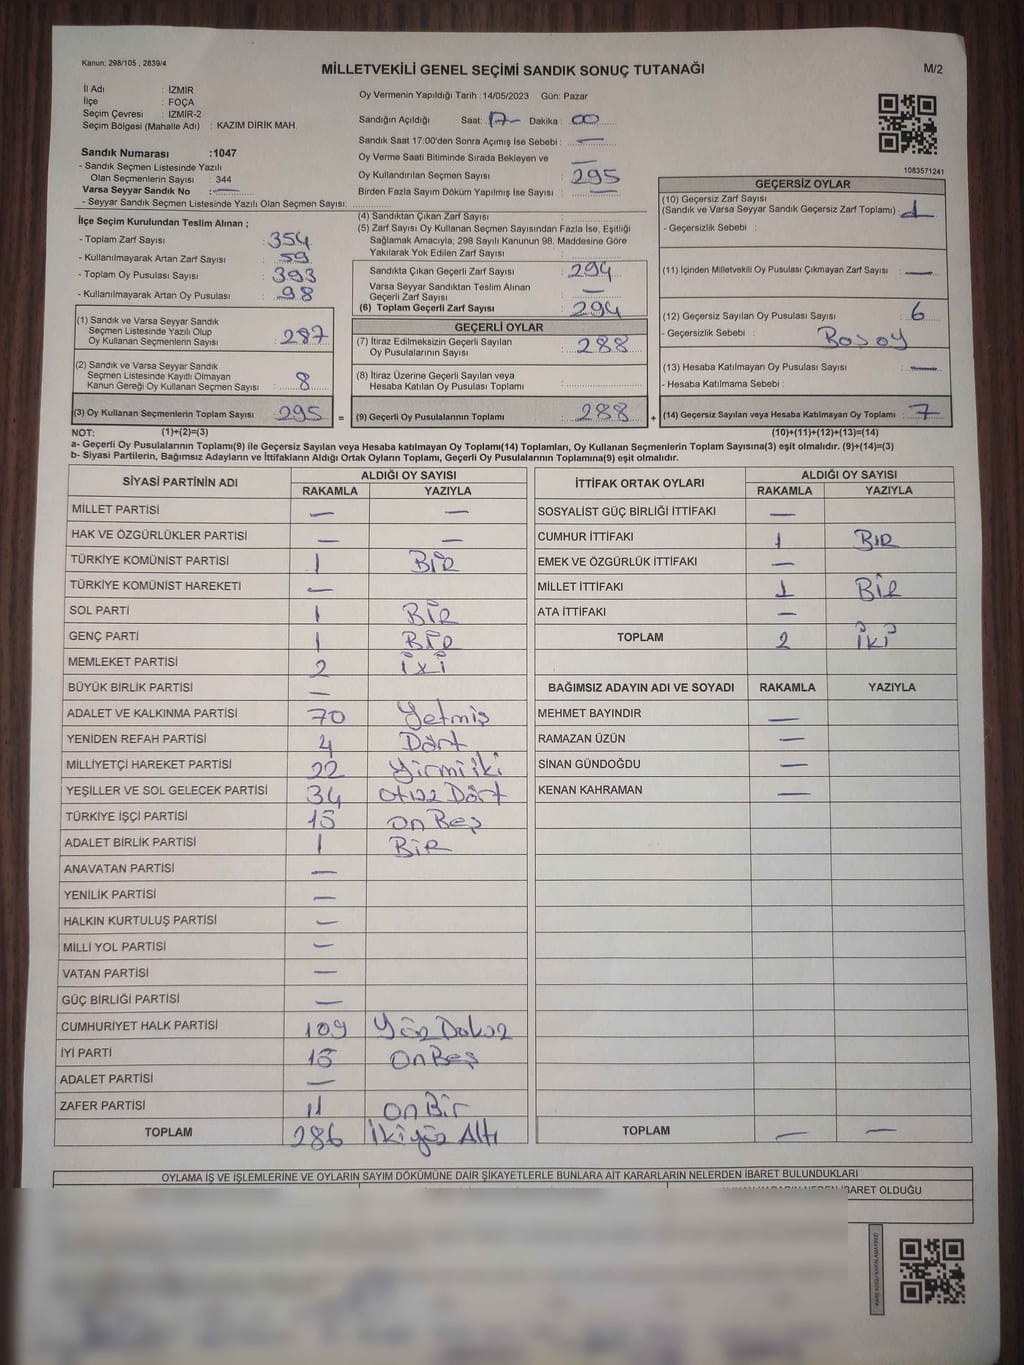 Kanun; 298/105 , 2839/4
MİLLETVEKİLİ GENEL SEÇİMİ SANDIK SONUÇ TUTANAĞI
M/2
İl Adı : İZMİR
İlçe : FOÇA
Seçim Çevresi : İZMİR-2
Seçim Bölgesi (Mahalle Adı) : KAZIM DİRİK MAH.
Sandık Numarası :1047
- Sandık Seçmen Listesinde Yazılı
Olan Seçmenlerin Sayısı : 344
Varsa Seyyar Sandık No : —
- Seyyar Sandık Seçmen Listesinde Yazılı Olan Seçmen Sayısı:
Oy Vermenin Yapıldığı Tarih :14/05/2023 Gün: Pazar
Sandığın Açıldığı Saat: 17 Dakika : 00
Sandık Saat 17:00'den Sonra Açımış İse Sebebi : —
Oy Verme Saati Bitiminde Sırada Bekleyen ve
Oy Kullandırılan Seçmen Sayısı : 295
Birden Fazla Sayım Döküm Yapılmış İse Sayısı : —
1083571241
İlçe Seçim Kurulundan Teslim Alınan ;
- Toplam Zarf Sayısı : 354
- Kullanılmayarak Artan Zarf Sayısı : 59
- Toplam Oy Pusulası Sayısı : 393
- Kullanılmayarak Artan Oy Pusulası : 98
(1) Sandık ve Varsa Seyyar Sandık
Seçmen Listesinde Yazılı Olup
Oy Kullanan Seçmenlerin Sayısı : 287
(2) Sandık ve Varsa Seyyar Sandık
Seçmen Listesinde Kayıtlı Olmayan
Kanun Gereği Oy Kullanan Seçmen Sayısı : 8
(3) Oy Kullanan Seçmenlerin Toplam Sayısı : 295 =
(4) Sandıktan Çıkan Zarf Sayısı :
(5) Zarf Sayısı Oy Kullanan Seçmen Sayısından Fazla İse, Eşitliği
Sağlamak Amacıyla; 298 Sayılı Kanunun 98. Maddesine Göre
Yakılarak Yok Edilen Zarf Sayısı :
Sandıkta Çıkan Geçerli Zarf Sayısı : 294
Varsa Seyyar Sandıktan Teslim Alınan
Geçerli Zarf Sayısı : —
(6) Toplam Geçerli Zarf Sayısı : 294
GEÇERLİ OYLAR
(7) İtiraz Edilmeksizin Geçerli Sayılan
Oy Pusulalarının Sayısı : 288
(8) İtiraz Üzerine Geçerli Sayılan veya
Hesaba Katılan Oy Pusulası Toplamı :
(9) Geçerli Oy Pusulalarının Toplamı : 288 +
GEÇERSİZ OYLAR
(10) Geçersiz Zarf Sayısı
(Sandık ve Varsa Seyyar Sandık Geçersiz Zarf Toplamı) : 1
- Geçersizlik Sebebi :
(11) İçinden Milletvekili Oy Pusulası Çıkmayan Zarf Sayısı : —
(12) Geçersiz Sayılan Oy Pusulası Sayısı : 6
- Geçersizlik Sebebi :
(13) Hesaba Katılmayan Oy Pusulası Sayısı : —
- Hesaba Katılmama Sebebi :
(14) Geçersiz Sayılan veya Hesaba Katılmayan Oy Toplamı : 7
NOT: (1)+(2)=(3) (10)+(11)+(12)+(13)=(14)
a- Geçerli Oy Pusulalarının Toplamı(9) ile Geçersiz Sayılan veya Hesaba katılmayan Oy Toplamı(14) Toplamları, Oy Kullanan Seçmenlerin Toplam Sayısına(3) eşit olmalıdır. (9)+(14)=(3)
b- Siyasi Partilerin, Bağımsız Adayların ve İttifakların Aldığı Ortak Oyların Toplamı, Geçerli Oy Pusulalarının Toplamına(9) eşit olmalıdır.
SİYASİ PARTİNİN ADI ALDIĞI OY SAYISI
RAKAMLA YAZIYLA
MİLLET PARTİSİ — —
HAK VE ÖZGÜRLÜKLER PARTİSİ — —
TÜRKİYE KOMÜNİST PARTİSİ 1 BİR
TÜRKİYE KOMÜNİST HAREKETİ —
SOL PARTİ 1 BİR
GENÇ PARTİ 1 BİR
MEMLEKET PARTİSİ 2 İKİ
BÜYÜK BİRLİK PARTİSİ —
ADALET VE KALKINMA PARTİSİ 70 Yetmiş
YENİDEN REFAH PARTİSİ 4 Dört
MİLLİYETÇİ HAREKET PARTİSİ 22 Yirmi iki
YEŞİLLER VE SOL GELECEK PARTİSİ 34 Otuz Dört
TÜRKİYE İŞÇİ PARTİSİ 15 On Beş
ADALET BİRLİK PARTİSİ 1 BİR
ANAVATAN PARTİSİ —
YENİLİK PARTİSİ —
HALKIN KURTULUŞ PARTİSİ —
MİLLİ YOL PARTİSİ —
VATAN PARTİSİ —
GÜÇ BİRLİĞİ PARTİSİ —
CUMHURİYET HALK PARTİSİ 109 Yüz Dokuz
İYİ PARTİ 15 On Beş
ADALET PARTİSİ —
ZAFER PARTİSİ 11 On Bir
TOPLAM 286 İkiyüz Altı
İTTİFAK ORTAK OYLARI ALDIĞI OY SAYISI
RAKAMLA YAZIYLA
SOSYALİST GÜÇ BİRLİĞİ İTTİFAKI —
CUMHUR İTTİFAKI 1 BIR
EMEK VE ÖZGÜRLÜK İTTİFAKI —
MİLLET İTTİFAKI 1 BİR
ATA İTTİFAKI —
TOPLAM 2 İKİ
BAĞIMSIZ ADAYIN ADI VE SOYADI RAKAMLA YAZIYLA
MEHMET BAYINDIR —
RAMAZAN ÜZÜN —
SİNAN GÜNDOĞDU —
KENAN KAHRAMAN —
TOPLAM — —
OYLAMA İŞ VE İŞLEMLERİNE VE OYLARIN SAYIM DÖKÜMÜNE DAİR ŞİKAYETLERLE BUNLARA AİT KARARLARIN NELERDEN İBARET BULUNDUKLARI
İBARET OLDUĞU